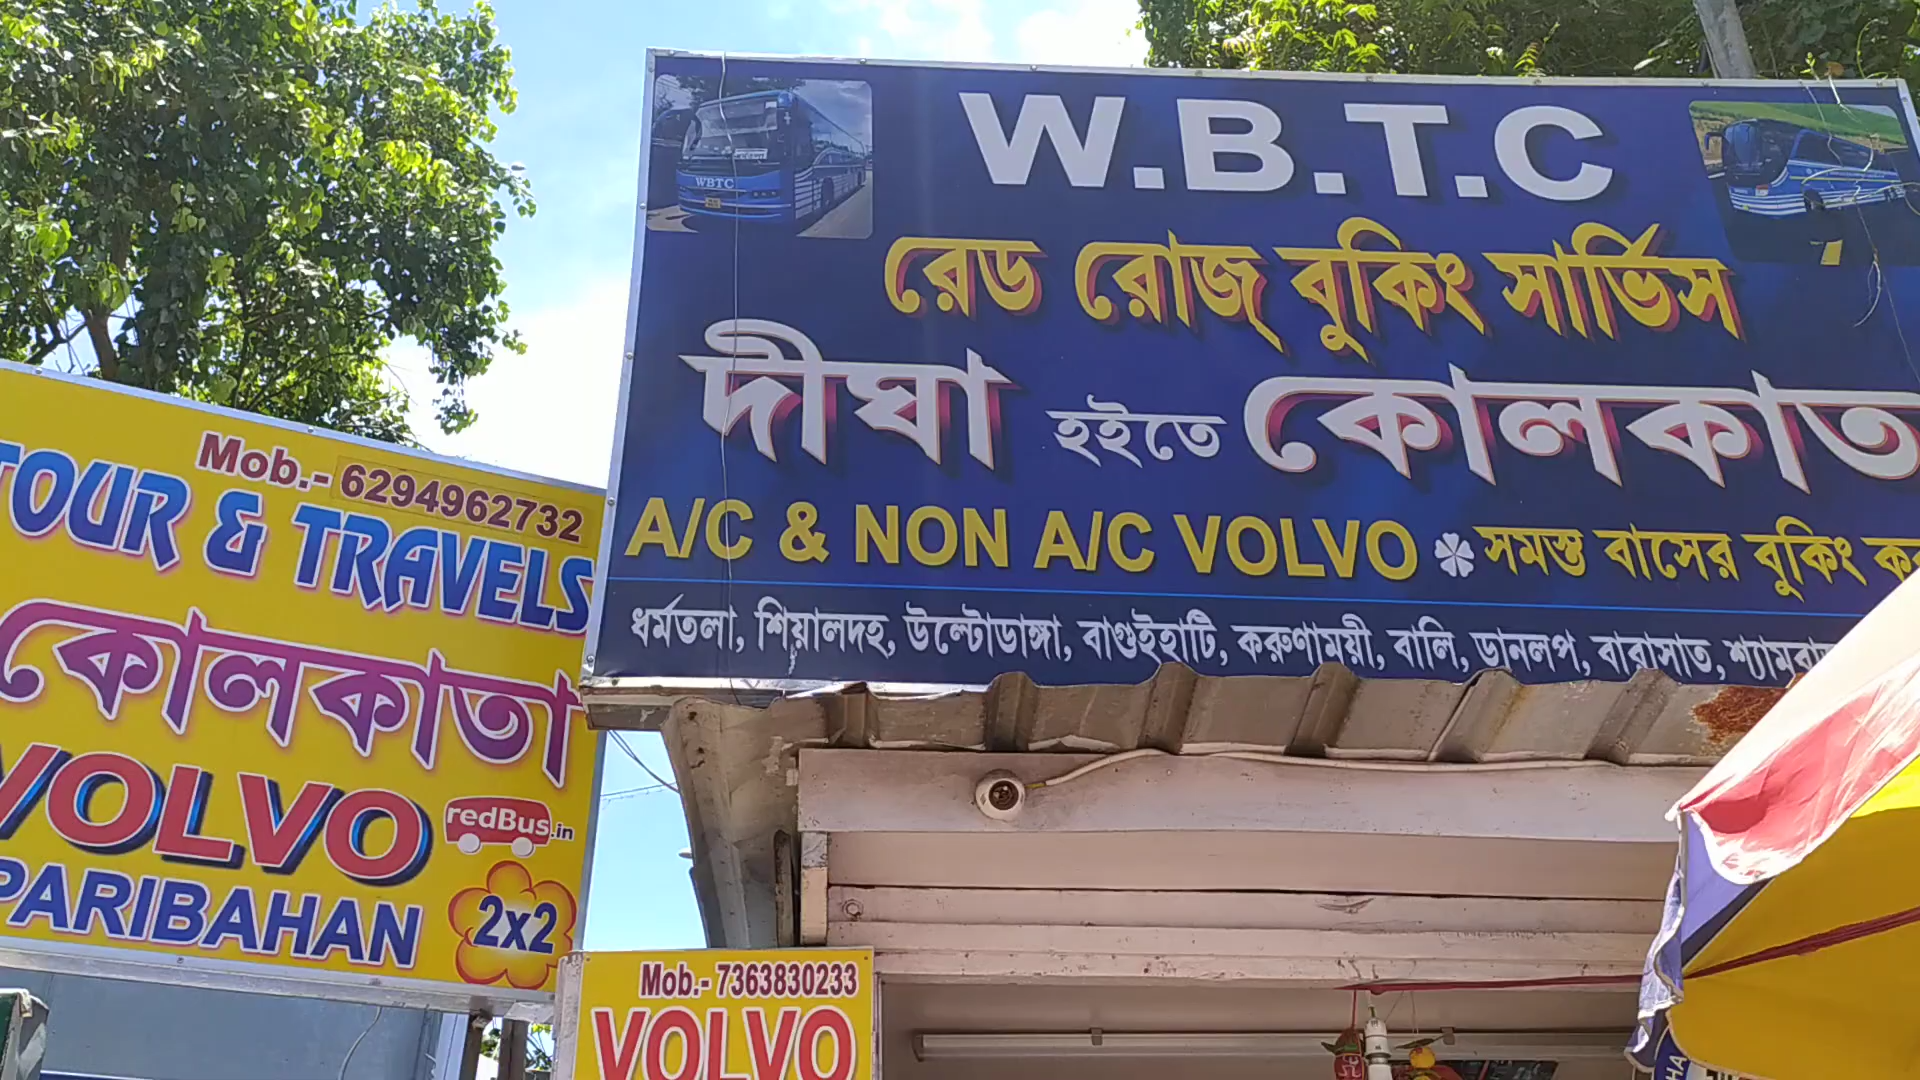 W.B.T.C
WBTC
রেড রোজ্ বুকিং সার্ভিস
দীঘা হইতে কোলকাত
A/C & NON A/C VOLVO সমস্ত বাসের বুকিং
ধর্মতলা, শিয়ালদহ, উল্টোডাঙ্গা, বাগুইহাটি, করুণাময়ী, বালি, ডানলপ, বারাসাত,
Mob.- 6294962732
TOUR & TRAVELS
কোলকাতা
VOLVO
redBus.in
PARIBAHAN
2x2
Mob.- 7363830233
VOLVO